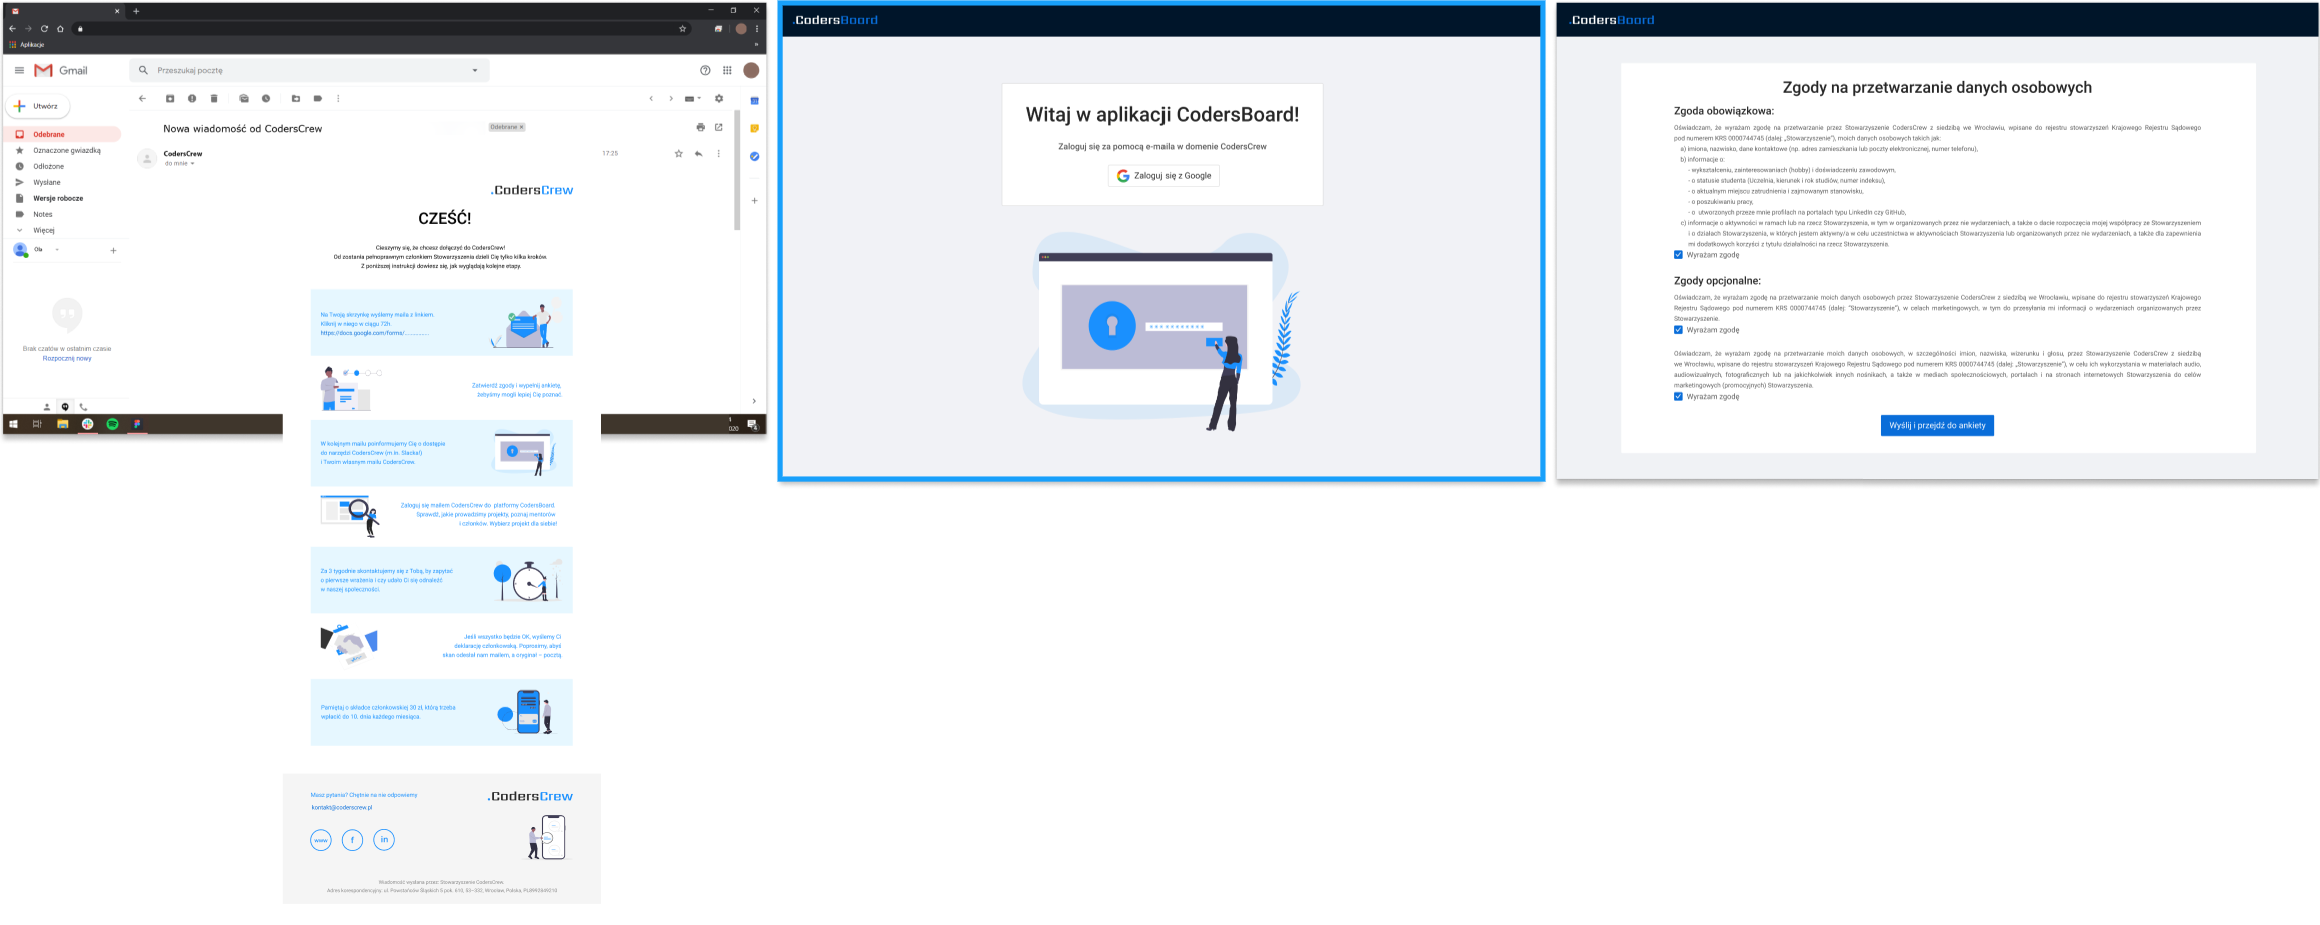 Aplikacje
»
Gmail
Przeszukaj pocztę
Utwórz
Odebrane
Oznaczone gwiazdką
Odłożone
Wysłane
Wersje robocze
Notes
Więcej
Ola
Brak czatów w ostatnim czasie
Rozpocznij nowy
Nowa wiadomość od CodersCrew
Odebrane ×
CodersCrew
17:25
do mnie
.CodersCrew
CZEŚĆ!
Cieszymy się, że chcesz dołączyć do CodersCrew!
Od zostania pełnoprawnym członkiem Stowarzyszenia dzieli Cię tylko kilka kroków.
Z poniższej instrukcji dowiesz się, jak wyglądają kolejne etapy.
Na Twoją skrzynkę wyślemy maila z linkiem.
Kliknij w niego w ciągu 72h.
https://docs.google.com/forms/...............
Zatwierdź zgody i wypełnij ankietę,
żebyśmy mogli lepiej Cię poznać.
W kolejnym mailu poinformujemy Cię o dostępie
do narzędzi CodersCrew (m.in. Slacka!)
i Twoim własnym mailu CodersCrew.
Zaloguj się mailem CodersCrew do platformy CodersBoard.
Sprawdź, jakie prowadzimy projekty, poznaj mentorów
i członków. Wybierz projekt dla siebie!
Za 3 tygodnie skontaktujemy się z Tobą, by zapytać
o pierwsze wrażenia i czy udało Ci się odnaleźć
w naszej społeczności.
Jeśli wszystko będzie OK, wyślemy Ci
deklarację członkowską. Poprosimy, abyś
skan odesłał nam mailem, a oryginał – pocztą.
Pamiętaj o składce członkowskiej 30 zł, którą trzeba
wpłacić do 10. dnia każdego miesiąca.
Masz pytania? Chętnie na nie odpowiemy
kontakt@coderscrew.pl
.CodersCrew
www
f
in
Wiadomość wysłana przez: Stowarzyszenie CodersCrew.
Adres korespondencyjny: ul. Powstańców Śląskich 5 pok. 610, 53-332, Wrocław, Polska, PL8992849210
020
.CodersBoard
Witaj w aplikacji CodersBoard!
Zaloguj się za pomocą e-maila w domenie CodersCrew
Zaloguj się z Google
.CodersBoard
Zgody na przetwarzanie danych osobowych
Zgoda obowiązkowa:
Oświadczam, że wyrażam zgodę na przetwarzanie przez Stowarzyszenie CodersCrew z siedzibą we Wrocławiu, wpisane do rejestru stowarzyszeń Krajowego Rejestru Sądowego
pod numerem KRS 0000744745 (dalej: „Stowarzyszenie”), moich danych osobowych takich jak:
a) imiona, nazwisko, dane kontaktowe (np. adres zamieszkania lub poczty elektronicznej, numer telefonu),
b) informacje o:
- wykształceniu, zainteresowaniach (hobby) i doświadczeniu zawodowym,
- o statusie studenta (Uczelnia, kierunek i rok studiów, numer indeksu),
- o aktualnym miejscu zatrudnienia i zajmowanym stanowisku,
- o poszukiwaniu pracy,
- o utworzonych przeze mnie profilach na portalach typu LinkedIn czy GitHub,
c) informacje o aktywności w ramach lub na rzecz Stowarzyszenia, w tym w organizowanych przez nie wydarzeniach, a także o dacie rozpoczęcia mojej współpracy ze Stowarzyszeniem
i o działach Stowarzyszenia, w których jestem aktywny/a w celu uczestnictwa w aktywnościach Stowarzyszenia lub organizowanych przez nie wydarzeniach, a także dla zapewnienia
mi dodatkowych korzyści z tytułu działalności na rzecz Stowarzyszenia.
Wyrażam zgodę
Zgody opcjonalne:
Oświadczam, że wyrażam zgodę na przetwarzanie moich danych osobowych przez Stowarzyszenie CodersCrew z siedzibą we Wrocławiu, wpisane do rejestru stowarzyszeń Krajowego
Rejestru Sądowego pod numerem KRS 0000744745 (dalej: “Stowarzyszenie”), w celach marketingowych, w tym do przesyłania mi informacji o wydarzeniach organizowanych przez
Stowarzyszenie.
Wyrażam zgodę
Oświadczam, że wyrażam zgodę na przetwarzanie moich danych osobowych, w szczególności imion, nazwiska, wizerunku i głosu, przez Stowarzyszenie CodersCrew z siedzibą
we Wrocławiu, wpisane do rejestru stowarzyszeń Krajowego Rejestru Sądowego pod numerem KRS 0000744745 (dalej: „Stowarzyszenie”), w celu ich wykorzystania w materiałach audio,
audiowizualnych, fotograficznych lub na jakichkolwiek innych nośnikach, a także w mediach społecznościowych, portalach i na stronach internetowych Stowarzyszenia do celów
marketingowych (promocyjnych) Stowarzyszenia.
Wyrażam zgodę
Wyślij i przejdź do ankiety